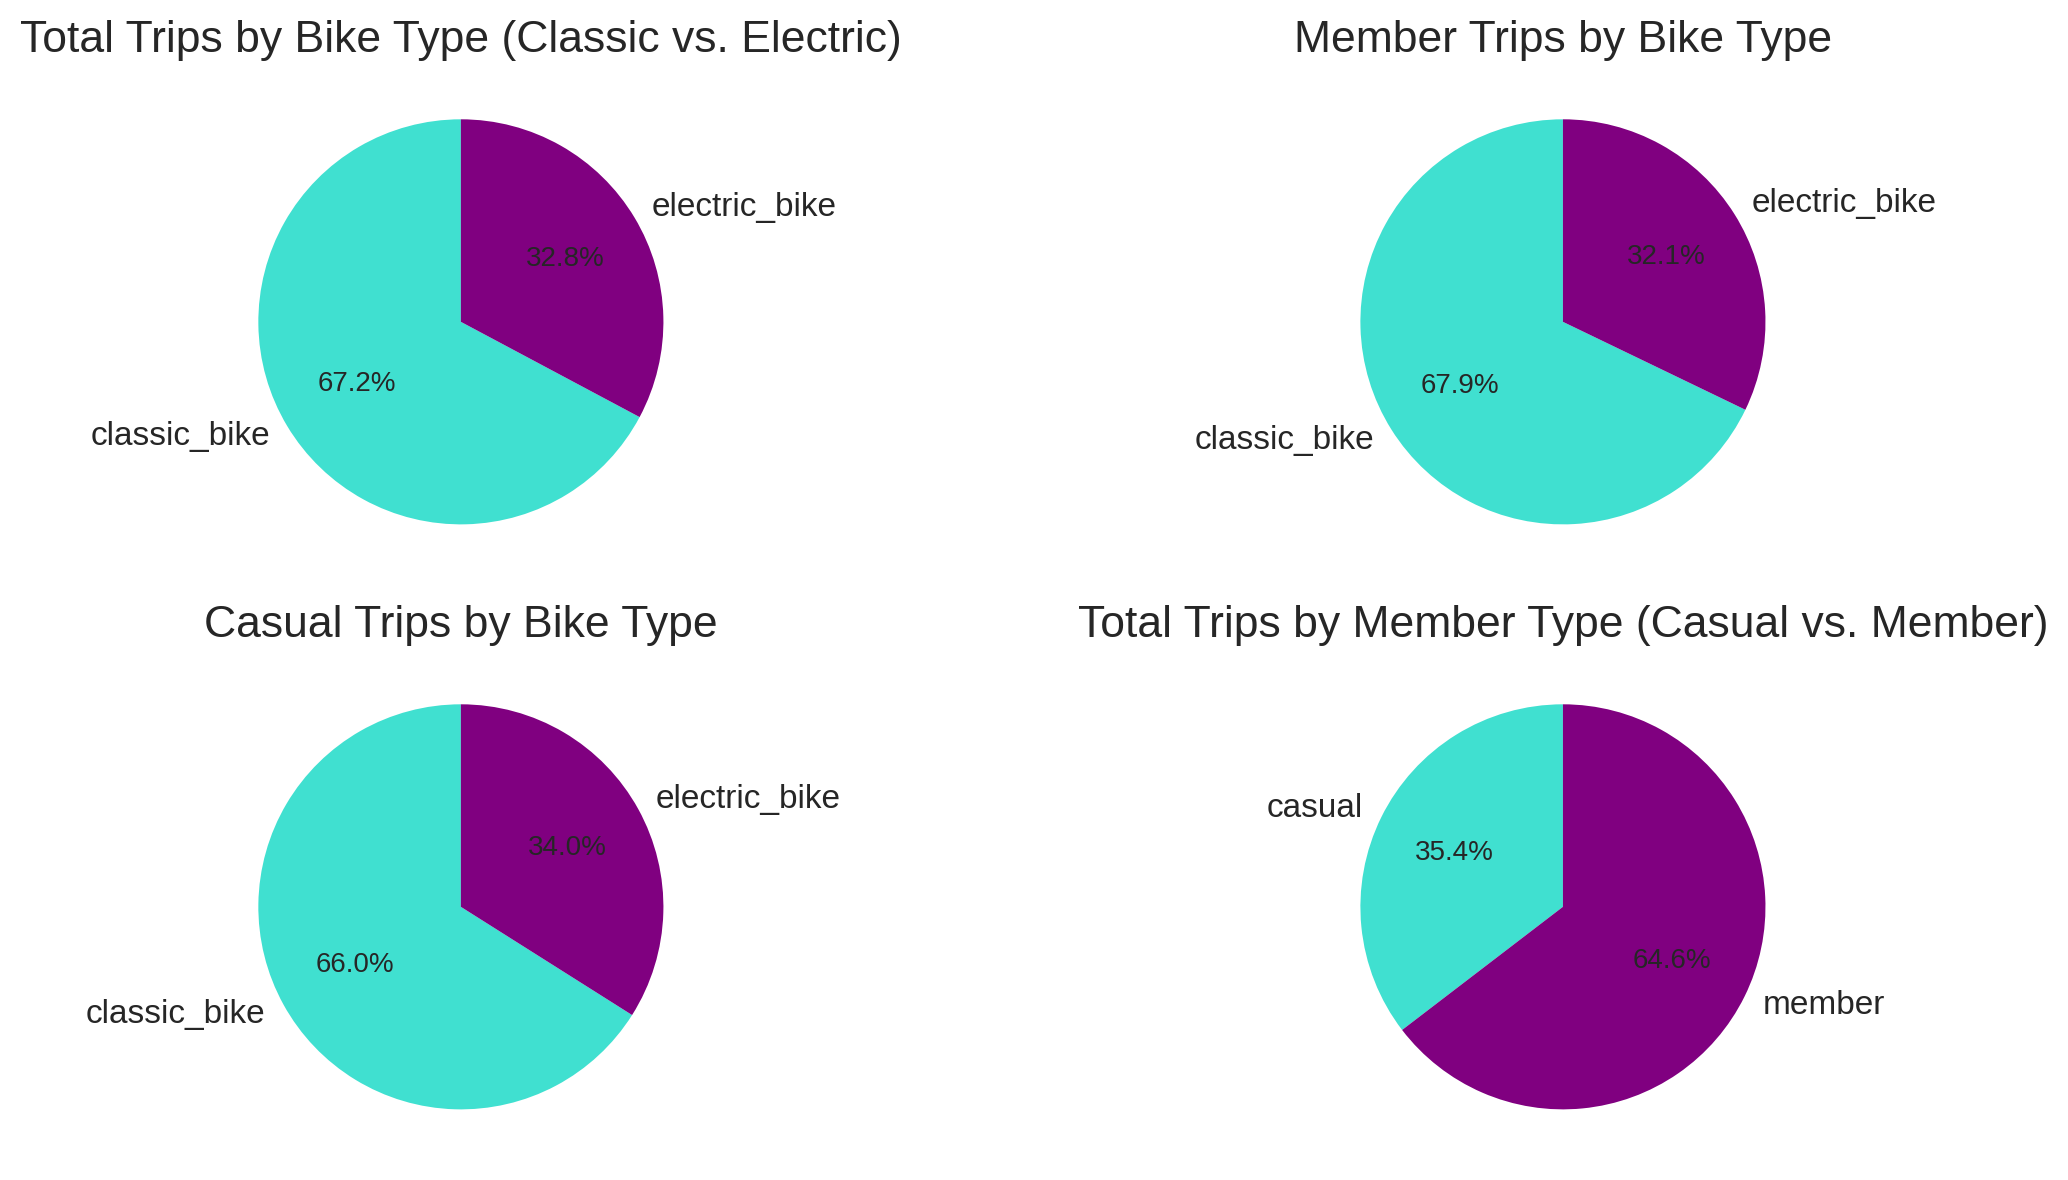 Total Trips by Bike Type (Classic vs. Electric)
electric_bike
32.8%
67.2%
classic_bike
Member Trips by Bike Type
electric_bike
32.1%
67.9%
classic_bike
Casual Trips by Bike Type
electric_bike
34.0%
66.0%
classic_bike
Total Trips by Member Type (Casual vs. Member)
casual
35.4%
64.6%
member